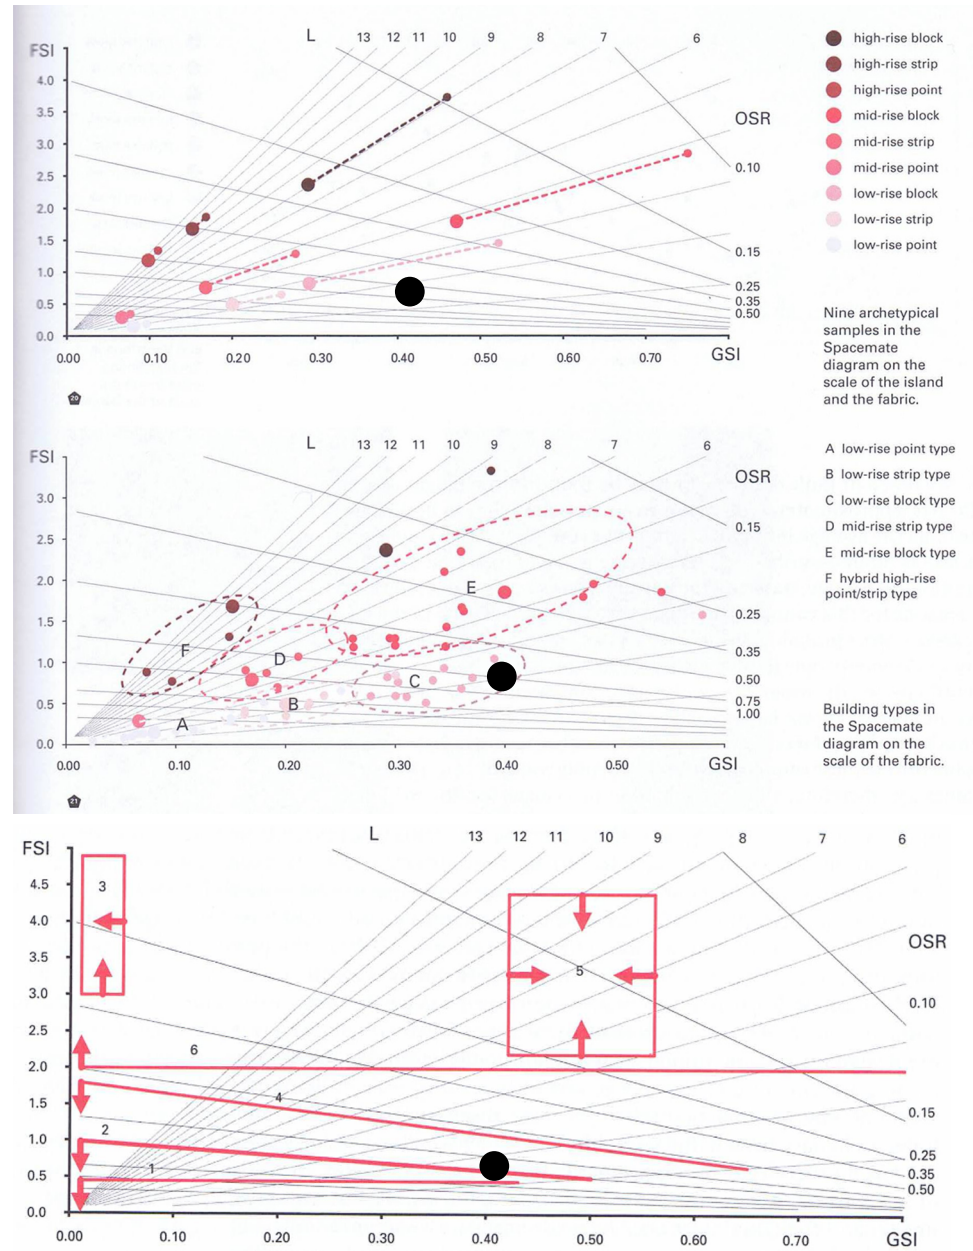 FSI
L
13 12 11 10 9 8 7 6
4.0
3.5
3.0
2.5
2.0
1.5
1.0
0.5
0.0
OSR
0.10
0.15
0.25
0.35
0.50
0.00 0.10 0.20 0.30 0.40 0.50 0.60 0.70 GSI
high-rise block
high-rise strip
high-rise point
mid-rise block
mid-rise strip
mid-rise point
low-rise block
low-rise strip
low-rise point
Nine archetypical
samples in the
Spacemate
diagram on the
scale of the island
and the fabric.
20
FSI
L
13 12 11 10 9 8 7 6
3.0
2.5
2.0
1.5
1.0
0.5
0.0
OSR
0.15
0.25
0.35
0.50
0.75
1.00
F
D
E
C
B
A
0.00 0.10 0.20 0.30 0.40 0.50 GSI
A low-rise point type
B low-rise strip type
C low-rise block type
D mid-rise strip type
E mid-rise block type
F hybrid high-rise
point/strip type
Building types in
the Spacemate
diagram on the
scale of the fabric.
21
FSI
L
13 12 11 10 9 8 7 6
4.5
4.0
3.5
3.0
2.5
2.0
1.5
1.0
0.5
0.0
OSR
0.10
0.15
0.25
0.35
0.50
3
5
6
4
2
1
0.00 0.10 0.20 0.30 0.40 0.50 0.60 0.70 GSI